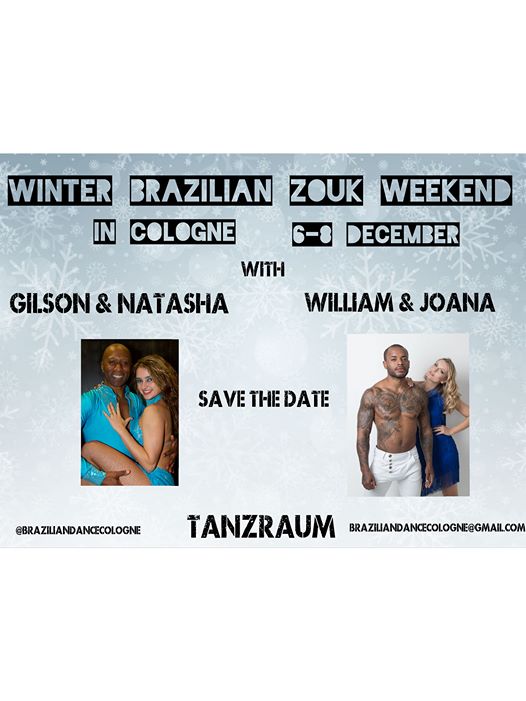 WINTER BRAZILIAN ZOUK WEEKEND
IN COLOGNE 6-8 DECEMBER
WITH
GILSON & NATASHA WILLIAM & JOANA
SAVE THE DATE
@BRAZILIANDANCECOLOGNE TANZRAUM BRAZILIANDANCECOLOGNE@GMAIL.COM